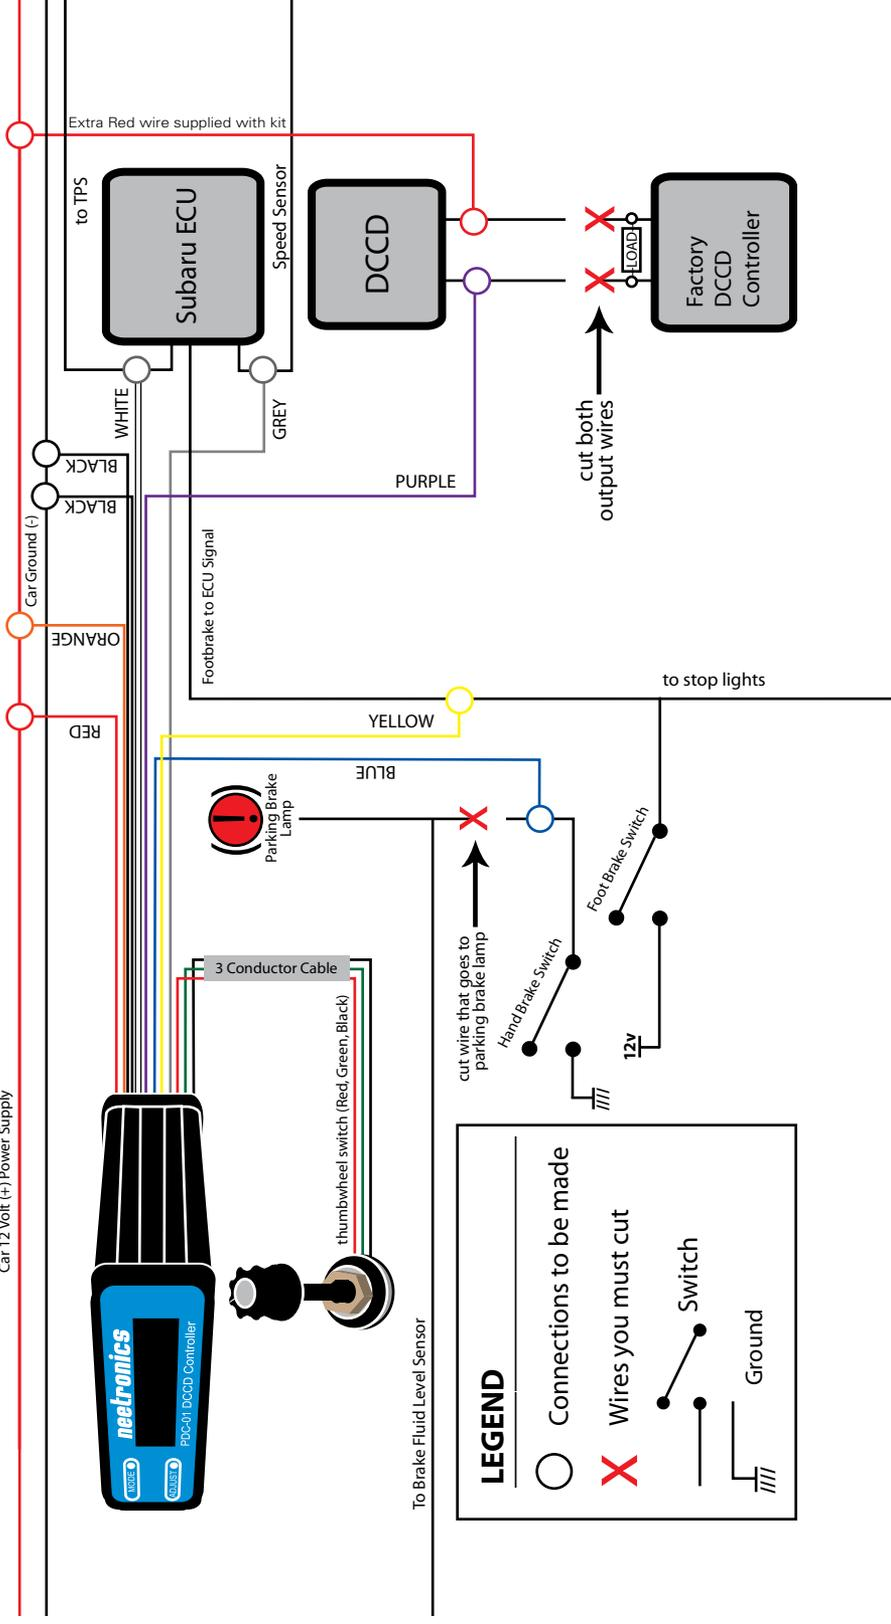 Extra Red wire supplied with kit
to TPS
Subaru ECU
Speed Sensor
DCCD
LOAD
Factory
DCCD
Controller
WHITE
GREY
BLACK
BLACK
PURPLE
cut both
output wires
Car Ground (-)
Footbrake to ECU Signal
ORANGE
to stop lights
RED
YELLOW
BLUE
Parking Brake
Lamp
Foot Brake Switch
3 Conductor Cable
cut wire that goes to
parking brake lamp
Hand Brake Switch
12v
thumbwheel switch (Red, Green, Black)
Car 12 Volt (+) Power Supply
neetronics
PDC-01 DCCD Controller
MODE
ADJUST
To Brake Fluid Level Sensor
LEGEND
Connections to be made
Wires you must cut
Switch
Ground